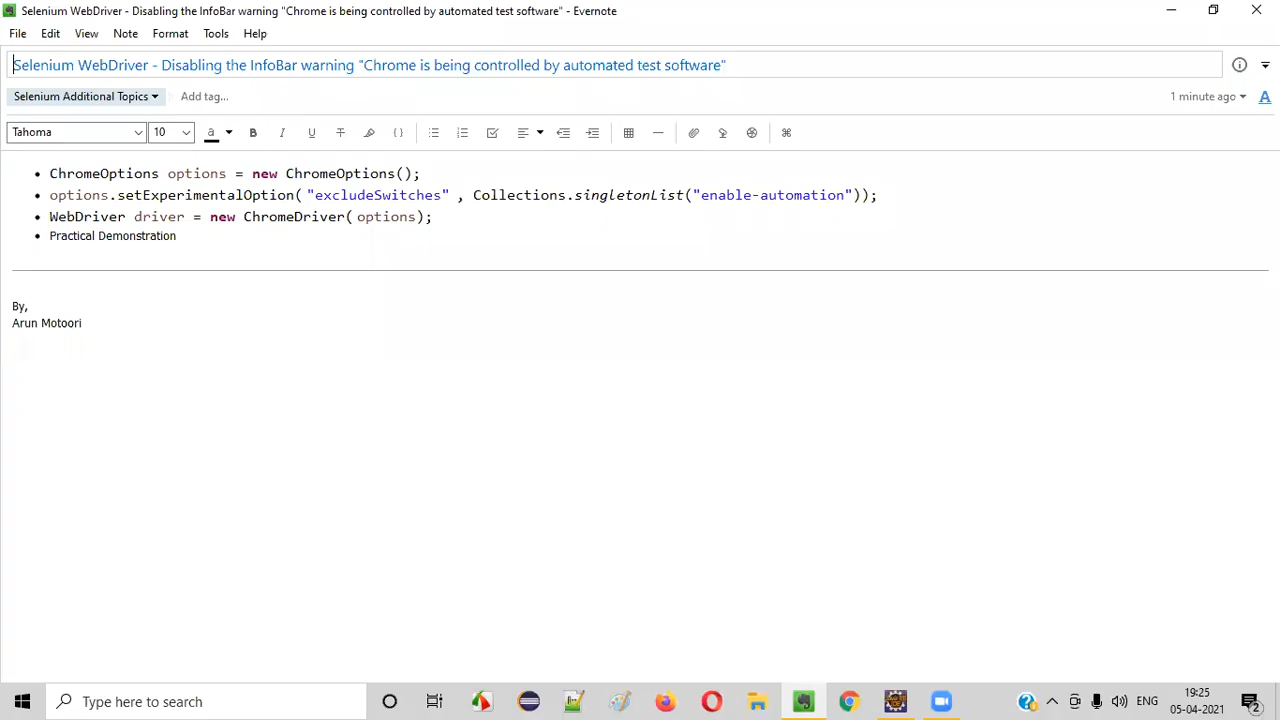 Selenium WebDriver - Disabling the InfoBar warning "Chrome is being controlled by automated test software" - Evernote
File Edit View Note Format Tools Help
Selenium WebDriver - Disabling the InfoBar warning "Chrome is being controlled by automated test software"
Selenium Additional Topics Add tag... 1 minute ago
Tahoma 10 a B I U T { }
ChromeOptions options = new ChromeOptions();
options.setExperimentalOption( "excludeSwitches" , Collections.singletonList("enable-automation"));
WebDriver driver = new ChromeDriver( options);
Practical Demonstration
By,
Arun Motoori
Type here to search
ENG
19:25
05-04-2021
2